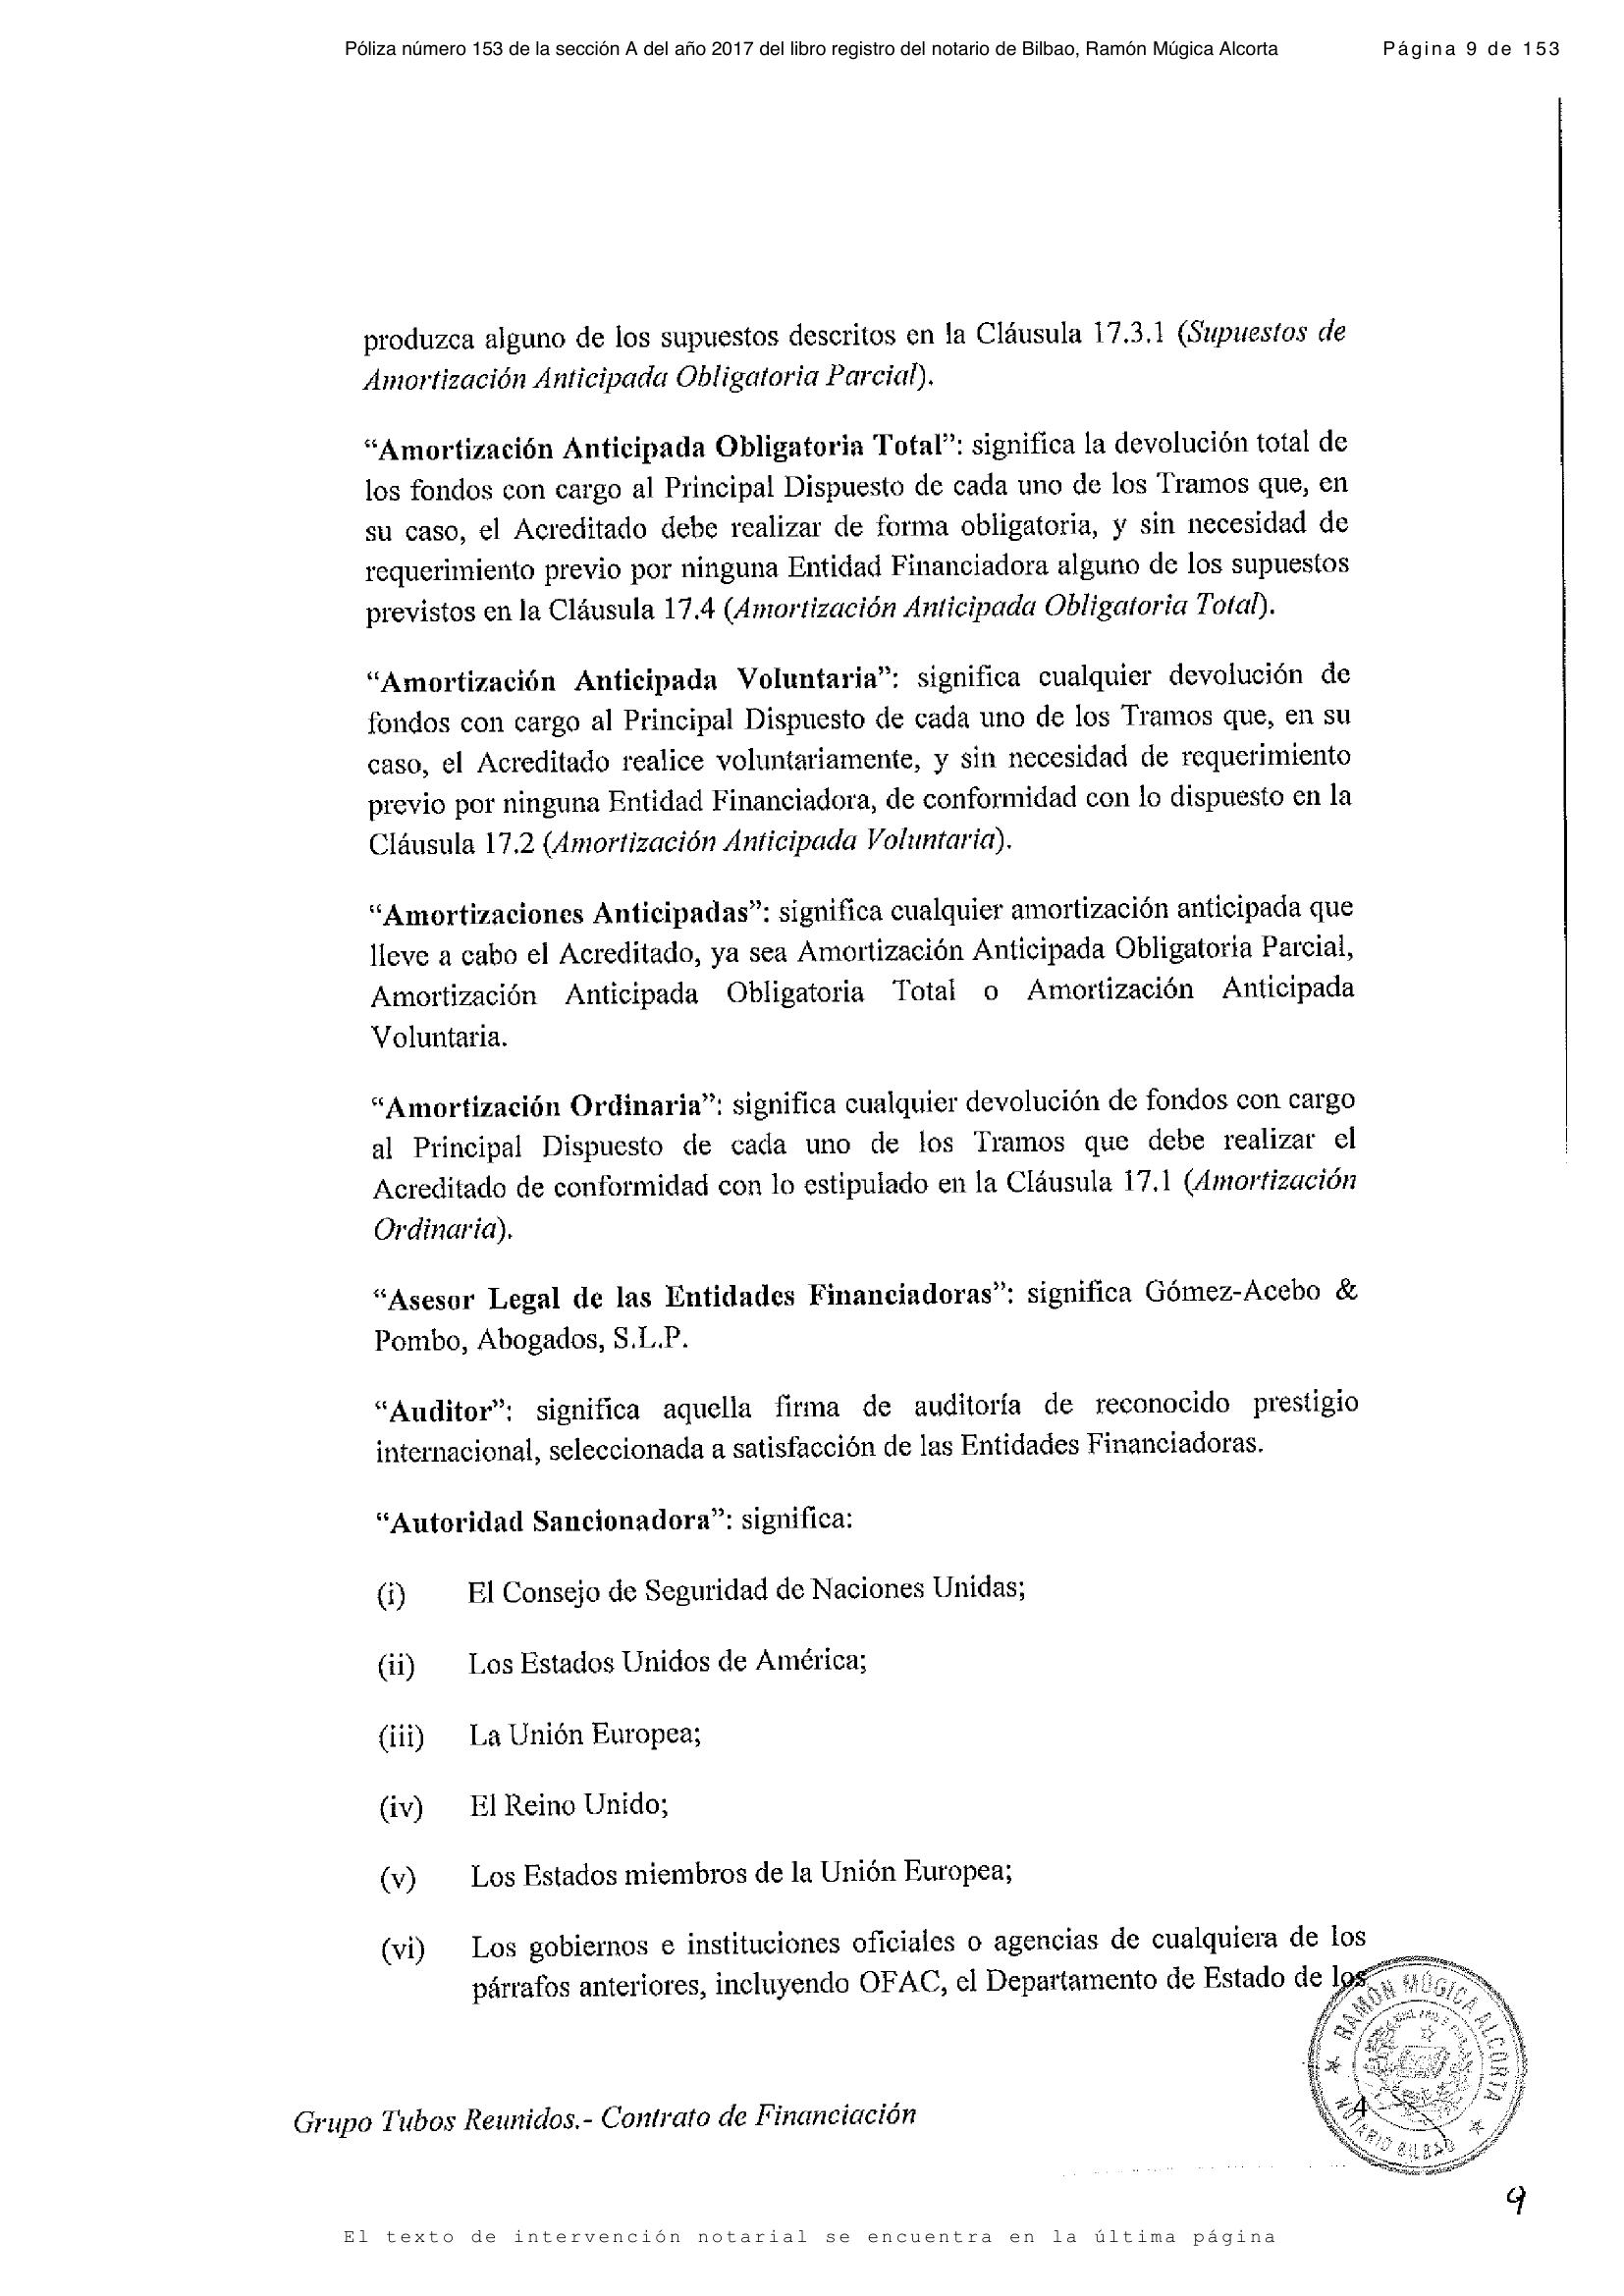 Póliza número 153 de la sección A del año 2017 del libro registro del notario de Bilbao, Ramón Múgica Alcorta Página 9 de 153
produzca alguno de los supuestos descritos en la Cláusula 17.3.1 (Supuestos de
Amortización Anticipada Obligatoria Parcial).
“Amortización Anticipada Obligatoria Total”: significa la devolución total de
los fondos con cargo al Principal Dispuesto de cada uno de los Tramos que, en
su caso, el Acreditado debe realizar de forma obligatoria, y sin necesidad de
requerimiento previo por ninguna Entidad Financiadora alguno de los supuestos
previstos en la Cláusula 17.4 (Amortización Anticipada Obligatoria Total).
“Amortización Anticipada Voluntaria”: significa cualquier devolución de
fondos con cargo al Principal Dispuesto de cada uno de los Tramos que, en su
caso, el Acreditado realice voluntariamente, y sin necesidad de requerimiento
previo por ninguna Entidad Financiadora, de conformidad con lo dispuesto en la
Cláusula 17.2 (Amortización Anticipada Voluntaria).
“Amortizaciones Anticipadas”: significa cualquier amortización anticipada que
lleve a cabo el Acreditado, ya sea Amortización Anticipada Obligatoria Parcial,
Amortización Anticipada Obligatoria Total o Amortización Anticipada
Voluntaria.
“Amortización Ordinaria”: significa cualquier devolución de fondos con cargo
al Principal Dispuesto de cada uno de los Tramos que debe realizar el
Acreditado de conformidad con lo estipulado en la Cláusula 17.1 (Amortización
Ordinaria).
“Asesor Legal de las Entidades Financiadoras”: significa Gómez-Acebo &
Pombo, Abogados, S.L.P.
“Auditor”: significa aquella firma de auditoría de reconocido prestigio
internacional, seleccionada a satisfacción de las Entidades Financiadoras.
“Autoridad Sancionadora”: significa:
(i) El Consejo de Seguridad de Naciones Unidas;
(ii) Los Estados Unidos de América;
(iii) La Unión Europea;
(iv) El Reino Unido;
(v) Los Estados miembros de la Unión Europea;
(vi) Los gobiernos e instituciones oficiales o agencias de cualquiera de los
párrafos anteriores, incluyendo OFAC, el Departamento de Estado de los
RAMON MÚGICA ALCORTA
NOTARIO BILBAO
Grupo Tubos Reunidos.- Contrato de Financiación 4
9
El texto de intervención notarial se encuentra en la última página